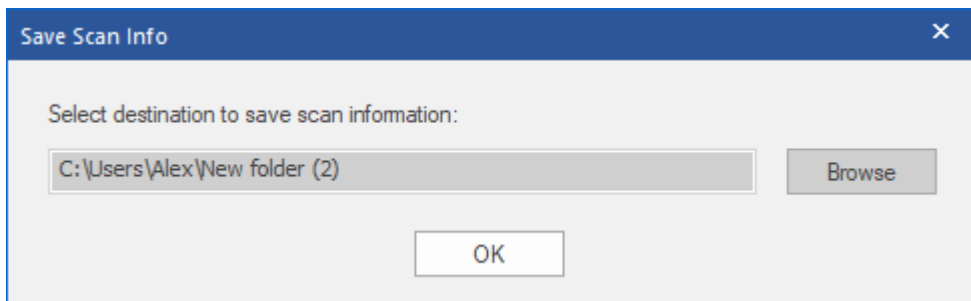 Save Scan Info
Select destination to save scan information:
C:\Users\Alex\New folder (2)
Browse
OK